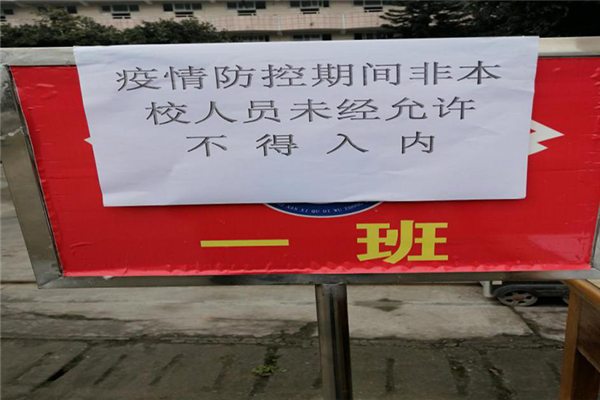 疫情防控期间非本
校人员未经允许
不得入内
一班